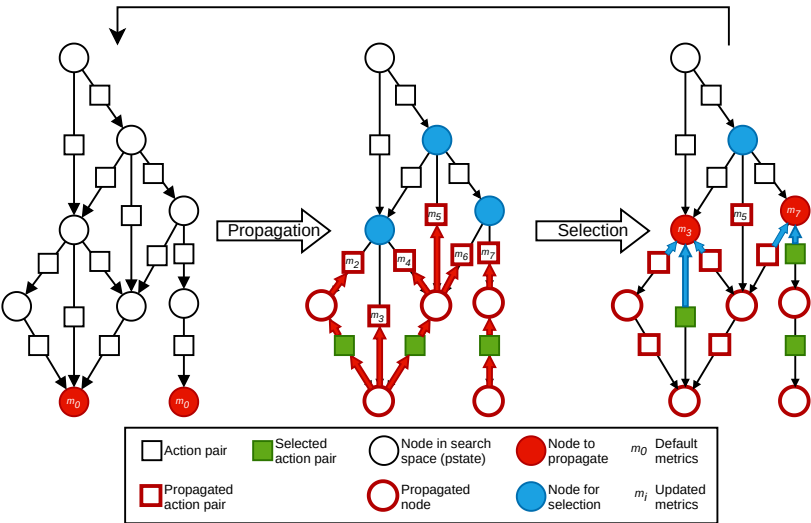 Propagation
Selection
m0
m0
m5
m2
m4
m6
m7
m3
m7
m3
m5
Action pair
Selected
action pair
Node in search
space (pstate)
Node to
propagate
m0 Default
metrics
Propagated
action pair
Propagated
node
Node for
selection
mi Updated
metrics